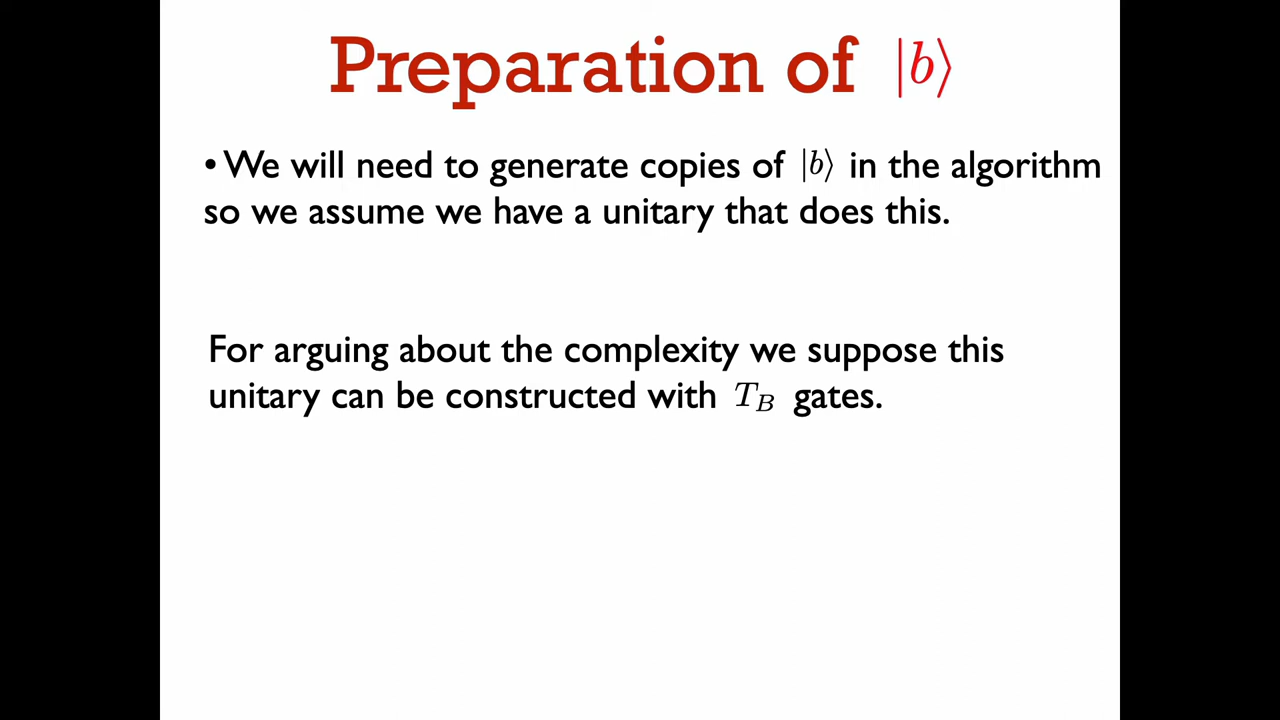 Preparation of |b⟩
• We will need to generate copies of |b⟩ in the algorithm
so we assume we have a unitary that does this.
For arguing about the complexity we suppose this
unitary can be constructed with T_B gates.